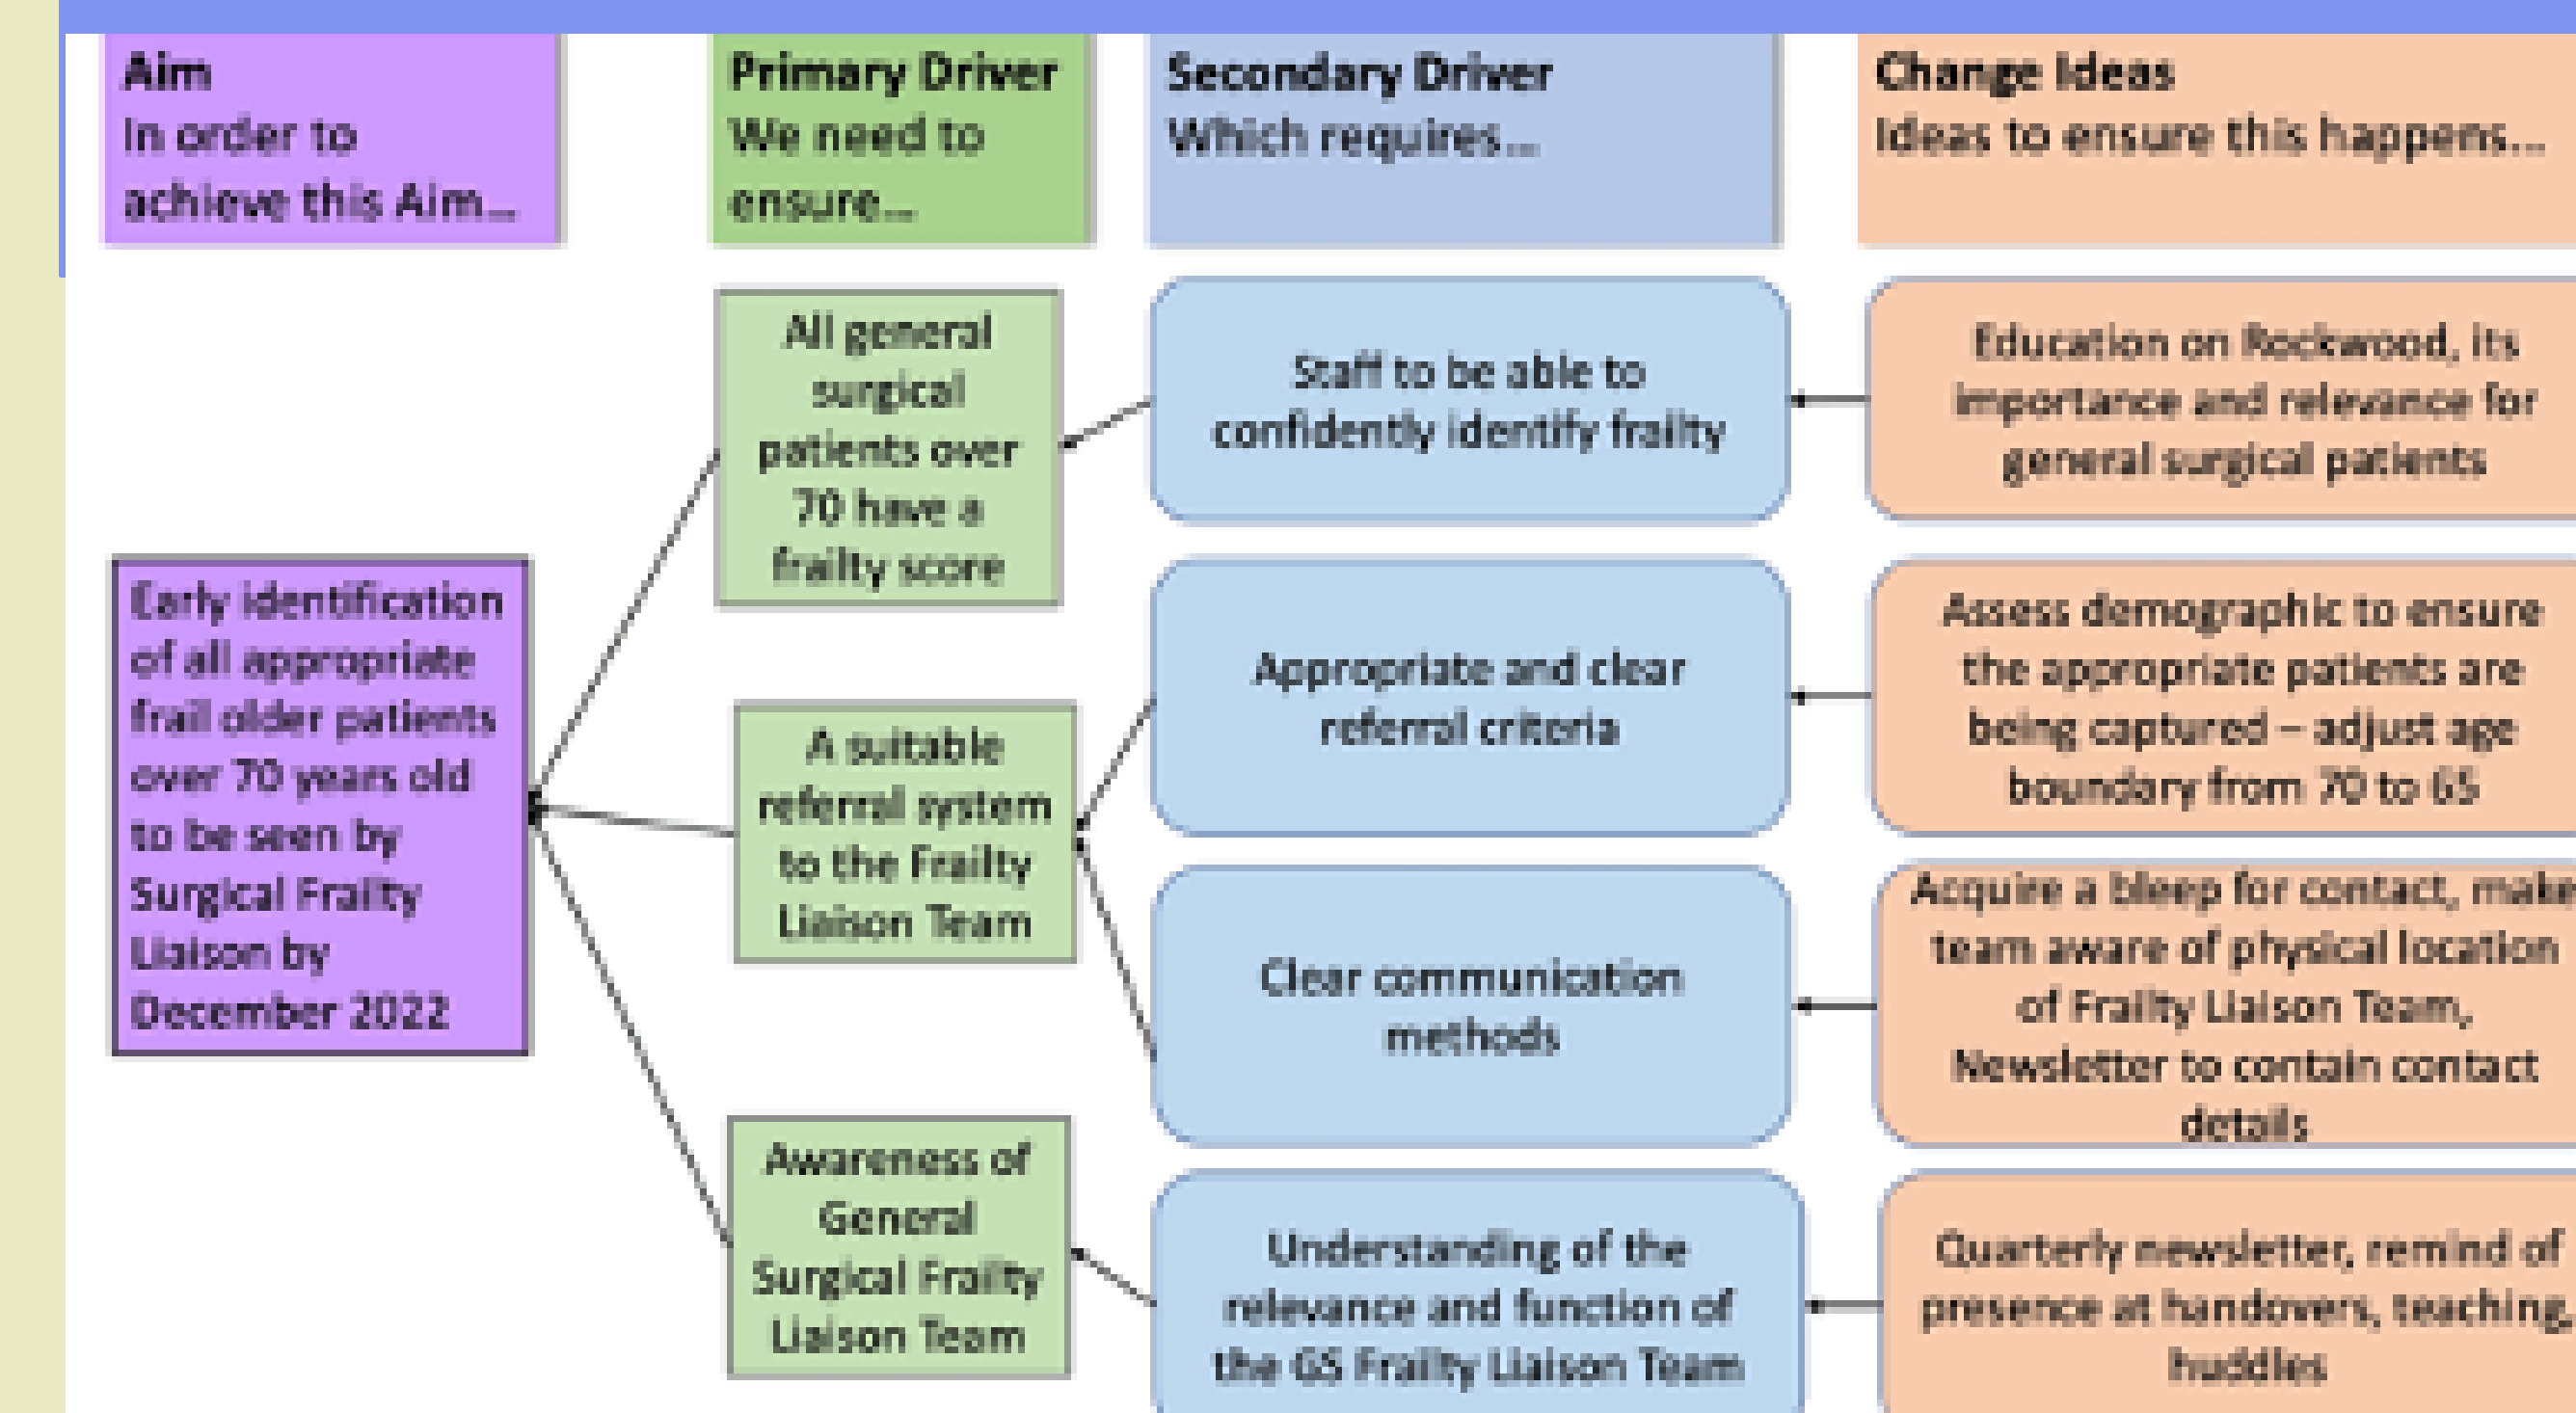 Aim
In order to
achieve this Aim...
Primary Driver
We need to
ensure...
Secondary Driver
Which requires...
Change Ideas
Ideas to ensure this happens...
Early identification
of all appropriate
frail older patients
over 70 years old
to be seen by
Surgical Frailty
Liaison by
December 2022
All general
surgical
patients over
70 have a
frailty score
A suitable
referral system
to the Frailty
Liaison Team
Awareness of
General
Surgical Frailty
Liaison Team
Staff to be able to
confidently identify frailty
Appropriate and clear
referral criteria
Clear communication
methods
Understanding of the
relevance and function of
the GS Frailty Liaison Team
Education on Rockwood, its
importance and relevance for
general surgical patients
Assess demographic to ensure
the appropriate patients are
being captured – adjust age
boundary from 70 to 65
Acquire a bleep for contact, make
team aware of physical location
of Frailty Liaison Team,
Newsletter to contain contact
details
Quarterly newsletter, remind of
presence at handovers, teaching,
huddles